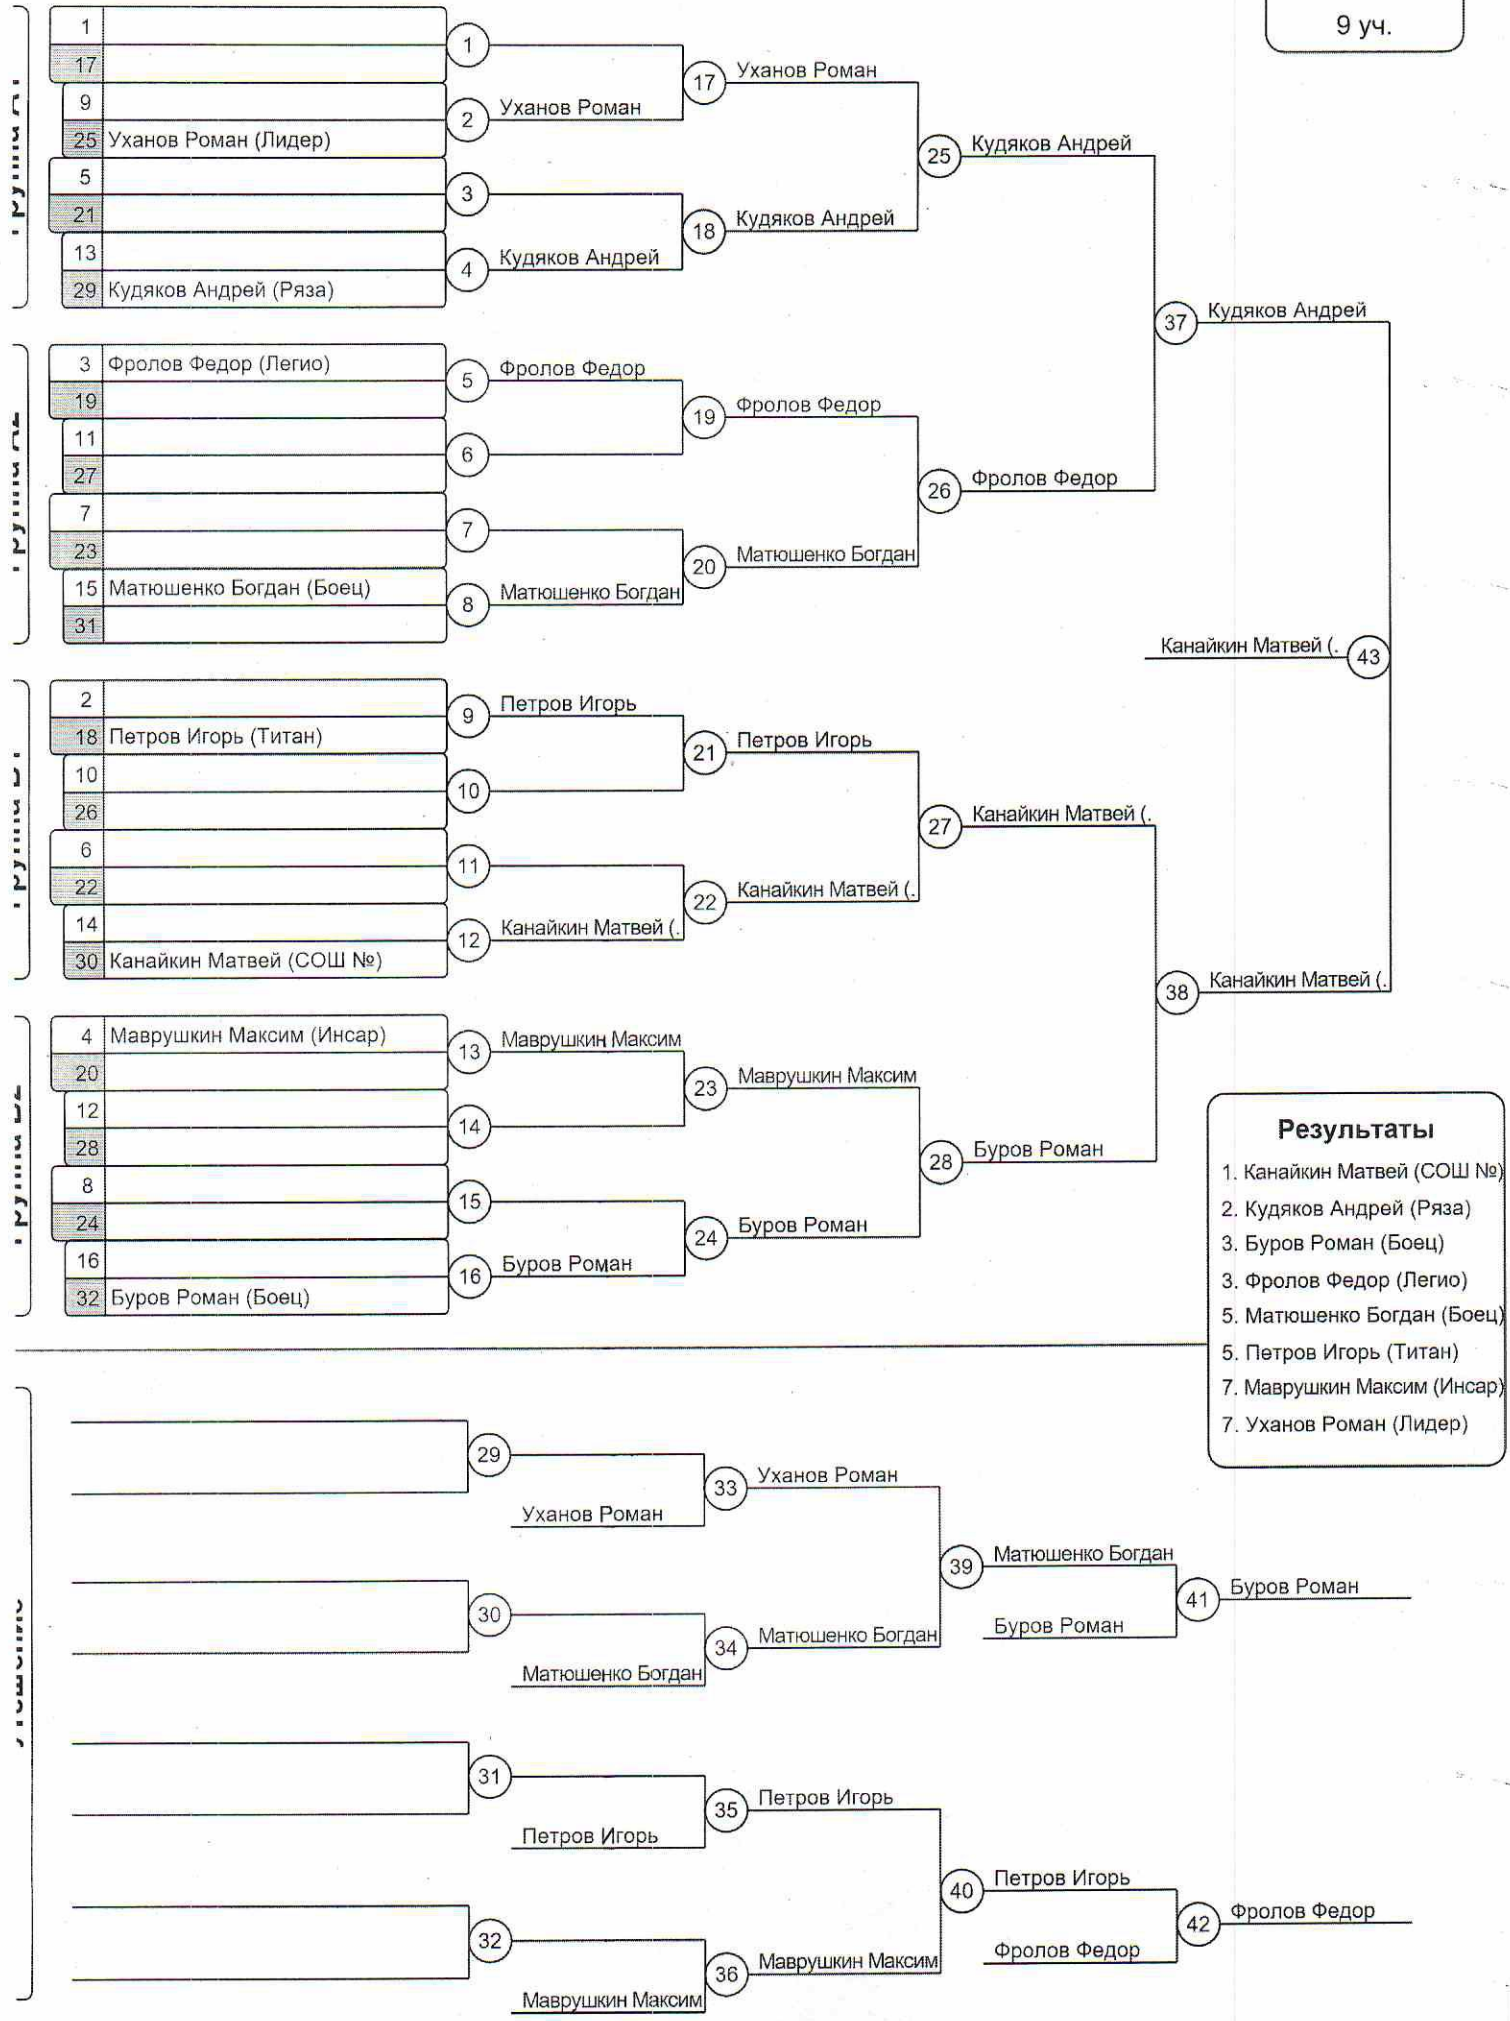 9 уч.
1
17
9
25 Уханов Роман (Лидер)
5
21
13
29 Кудяков Андрей (Ряза)
1
2 Уханов Роман
3
4 Кудяков Андрей
17 Уханов Роман
18 Кудяков Андрей
25 Кудяков Андрей
3 Фролов Федор (Легио)
19
11
27
7
23
15 Матюшенко Богдан (Боец)
31
5 Фролов Федор
6
7
8 Матюшенко Богдан
19 Фролов Федор
20 Матюшенко Богдан
26 Фролов Федор
37 Кудяков Андрей
Канайкин Матвей (. 43
2
18 Петров Игорь (Титан)
10
26
6
22
14
30 Канайкин Матвей (СОШ №)
9 Петров Игорь
10
11
12 Канайкин Матвей (.
21 Петров Игорь
22 Канайкин Матвей (.
27 Канайкин Матвей (.
4 Маврушкин Максим (Инсар)
20
12
28
8
24
16
32 Буров Роман (Боец)
13 Маврушкин Максим
14
15
16 Буров Роман
23 Маврушкин Максим
24 Буров Роман
28 Буров Роман
38 Канайкин Матвей (.
Результаты
1. Канайкин Матвей (СОШ №)
2. Кудяков Андрей (Ряза)
3. Буров Роман (Боец)
3. Фролов Федор (Легио)
5. Матюшенко Богдан (Боец)
5. Петров Игорь (Титан)
7. Маврушкин Максим (Инсар)
7. Уханов Роман (Лидер)
29
Уханов Роман
33 Уханов Роман
30
Матюшенко Богдан
34 Матюшенко Богдан
39 Матюшенко Богдан
Буров Роман
41 Буров Роман
31
Петров Игорь
35 Петров Игорь
32
Маврушкин Максим
36 Маврушкин Максим
40 Петров Игорь
Фролов Федор
42 Фролов Федор